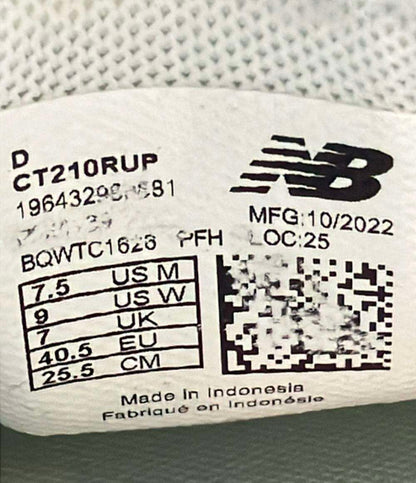 D
CT210RUP
NB
MFG:10/2022
LOC:25
PFH
7.5 US M
9 US W
7 UK
40.5 EU
25.5 CM
Made in Indonesia
Fabriqué en Indonésie